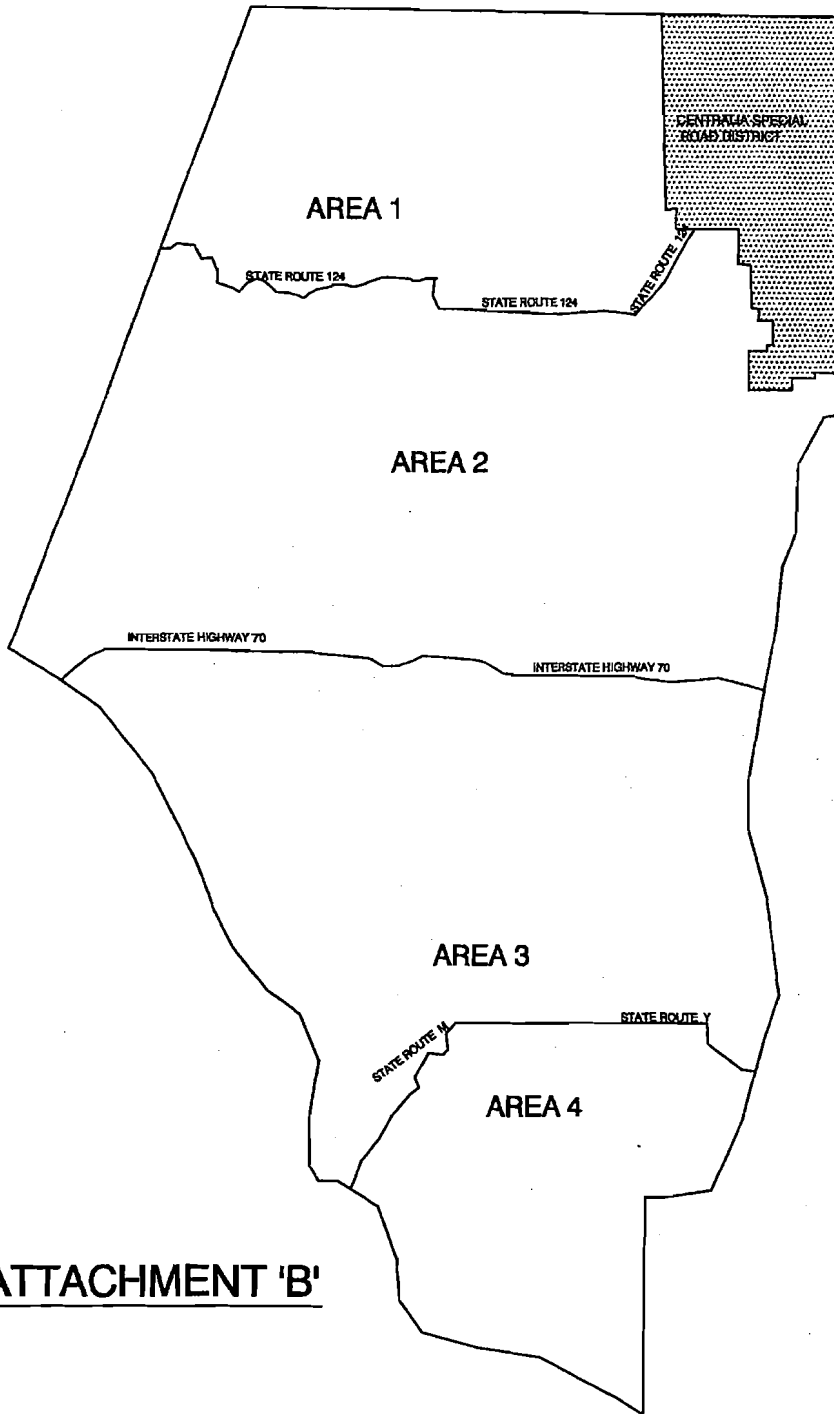 CENTRALIA SPECIAL
ROAD DISTRICT
AREA 1
STATE ROUTE 124
STATE ROUTE 124
STATE ROUTE 124
AREA 2
INTERSTATE HIGHWAY 70
INTERSTATE HIGHWAY 70
AREA 3
STATE ROUTE M
STATE ROUTE Y
AREA 4
ATTACHMENT 'B'